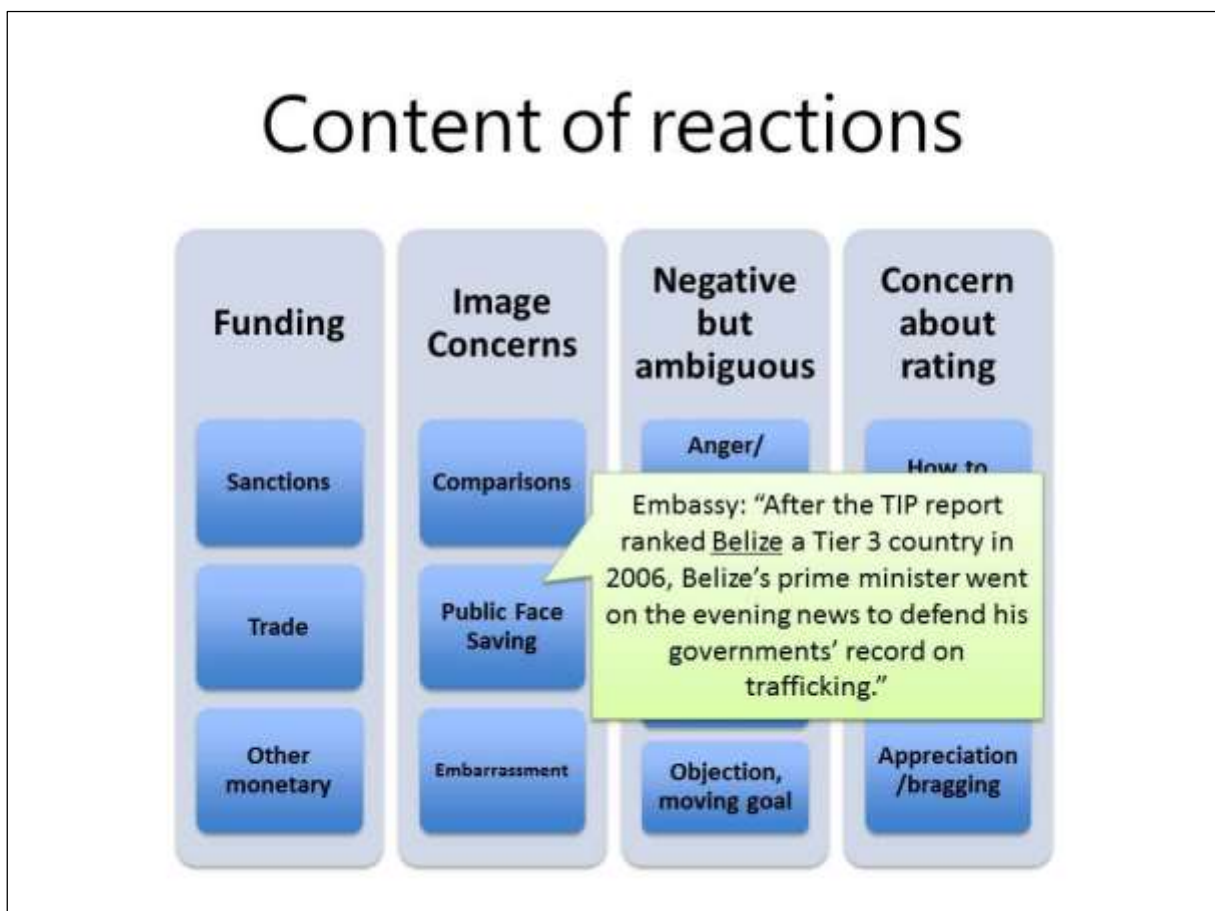 Content of reactions
Funding
Sanctions
Trade
Other
monetary
Image
Concerns
Comparisons
Public Face
Saving
Embarrassment
Negative
but
ambiguous
Anger/
Objection,
moving goal
Concern
about
rating
How to
Appreciation
/bragging
Embassy: “After the TIP report
ranked Belize a Tier 3 country in
2006, Belize’s prime minister went
on the evening news to defend his
governments’ record on
trafficking.”